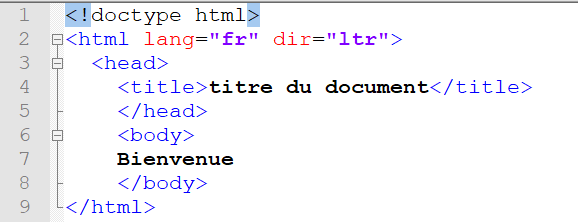 1 <!doctype html>
2 <html lang="fr" dir="ltr">
3 <head>
4 <title>titre du document</title>
5 </head>
6 <body>
7 Bienvenue
8 </body>
9 </html>